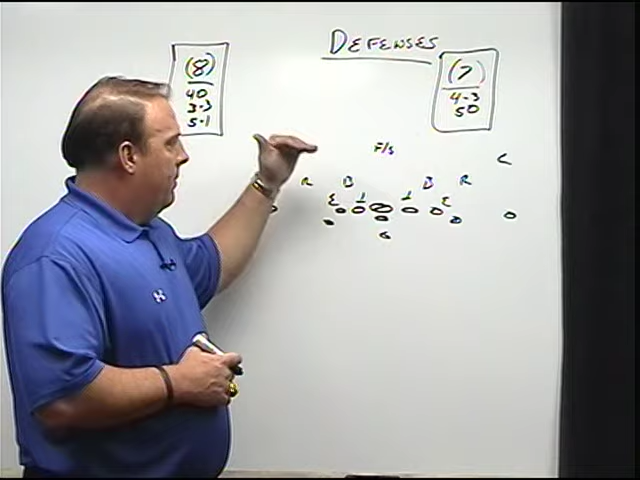 DEFENSES
(8)
40
3-3
5-1
(7)
4-3
50
F/S
C
R B B R
E E